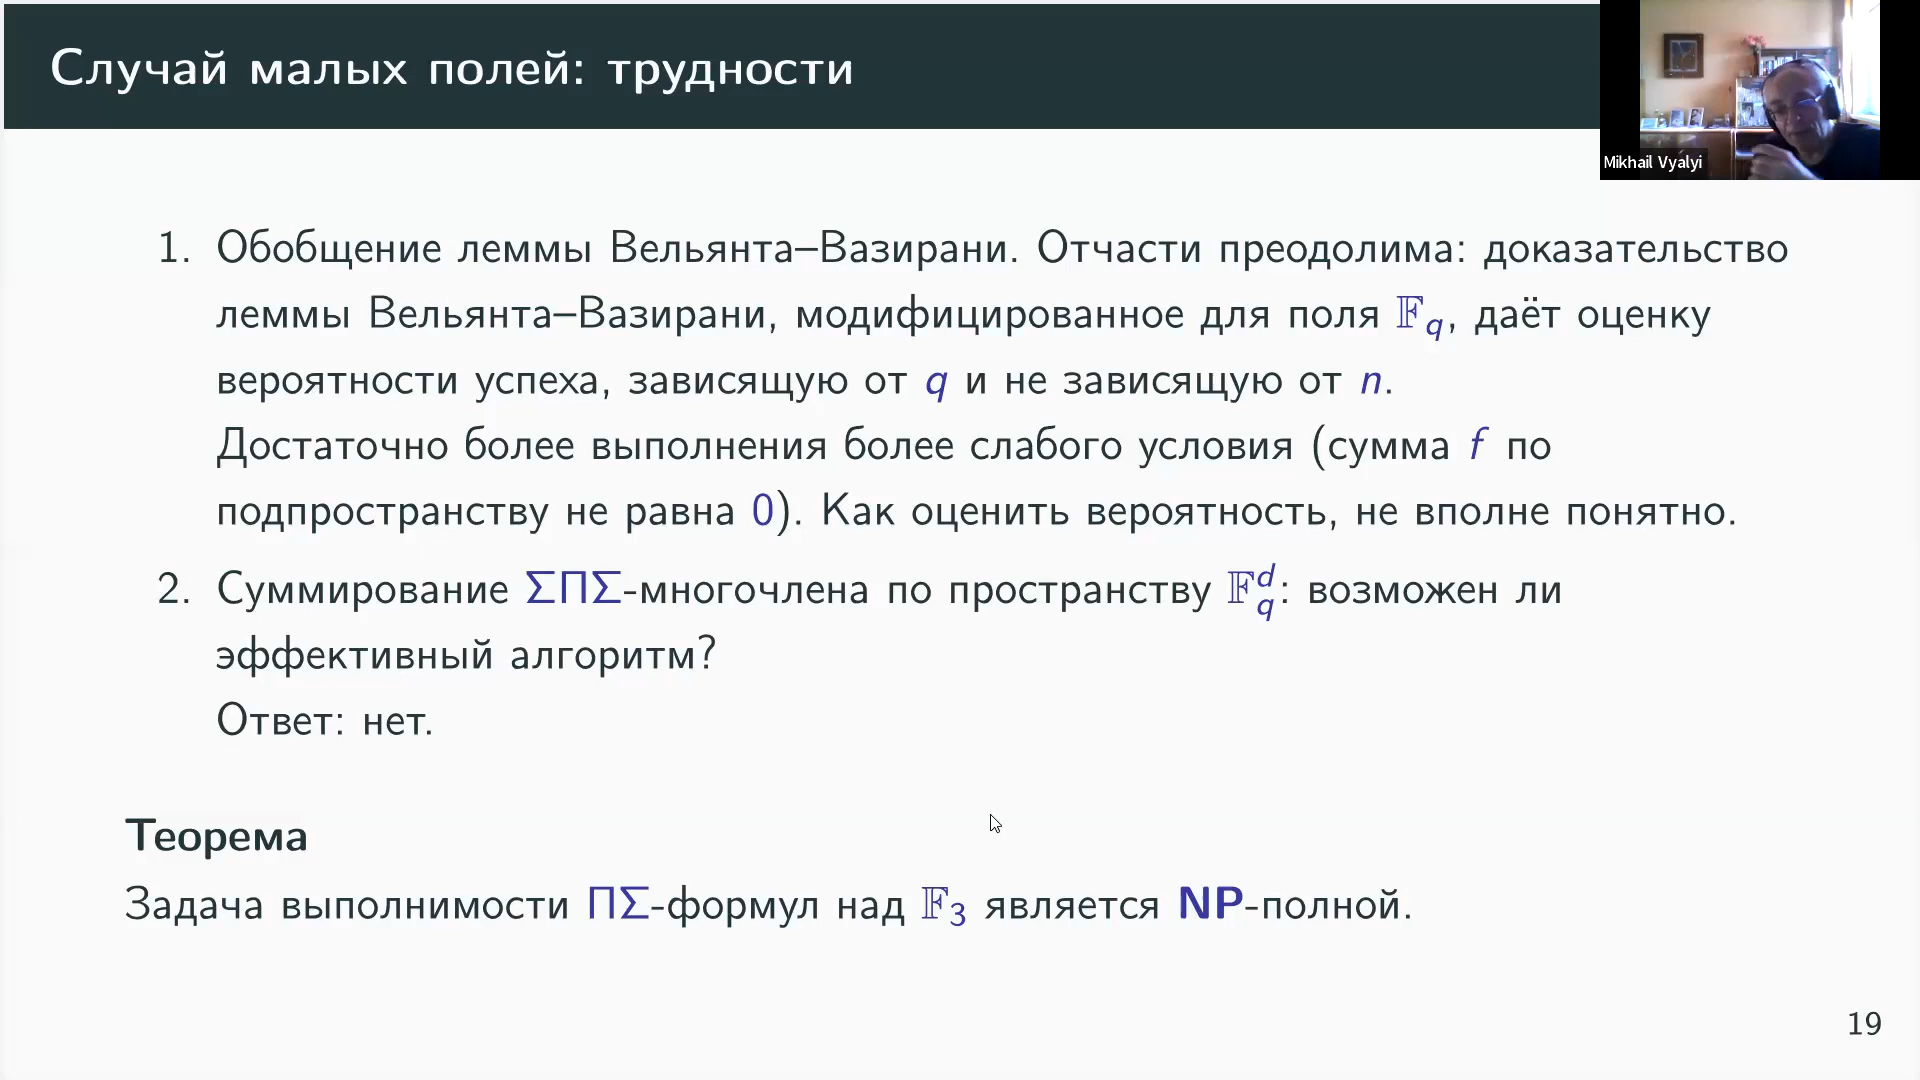 Случай малых полей: трудности
Mikhail Vyalyi
1. Обобщение леммы Вельянта–Вазирани. Отчасти преодолима: доказательство
леммы Вельянта–Вазирани, модифицированное для поля 𝔽_q, даёт оценку
вероятности успеха, зависящую от q и не зависящую от n.
Достаточно более выполнения более слабого условия (сумма f по
подпространству не равна 0). Как оценить вероятность, не вполне понятно.
2. Суммирование ΣΠΣ-многочлена по пространству 𝔽_q^d: возможен ли
эффективный алгоритм?
Ответ: нет.
Теорема
Задача выполнимости ΠΣ-формул над 𝔽_3 является NP-полной.
19